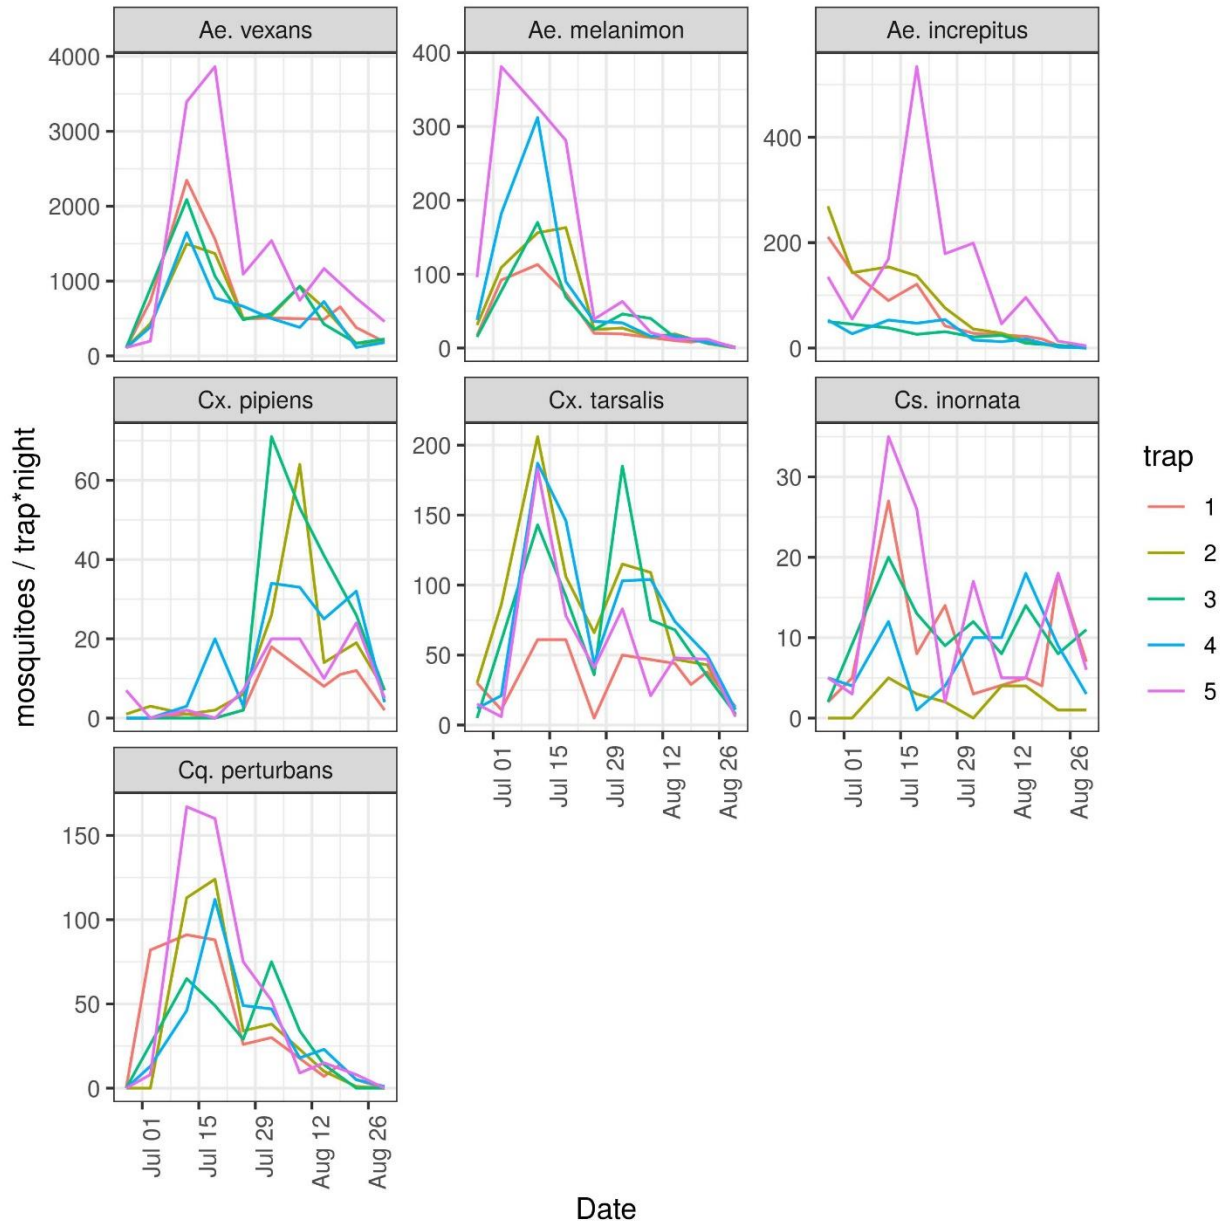 Ae. vexans
Ae. melanimon
Ae. increpitus
4000
3000
2000
1000
0
400
300
200
100
0
400
200
0
Cx. pipiens
Cx. tarsalis
Cs. inornata
60
40
20
0
200
150
100
50
0
30
20
10
0
Jul 01
Jul 15
Jul 29
Aug 12
Aug 26
Jul 01
Jul 15
Jul 29
Aug 12
Aug 26
Cq. perturbans
150
100
50
0
Jul 01
Jul 15
Jul 29
Aug 12
Aug 26
mosquitoes / trap*night
Date
trap
1
2
3
4
5